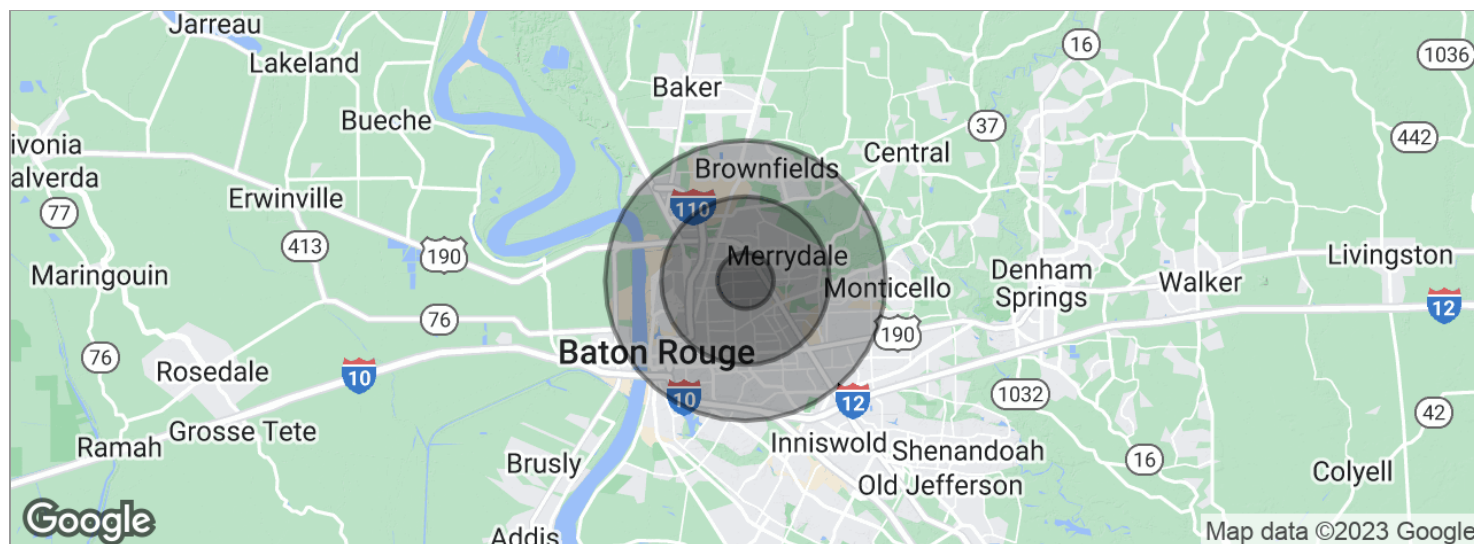 Jarreau
16
1036
Lakeland
Baker
Bueche
37
442
ivonia
Central
Brownfields
alverda
Erwinville
77
110
413
190
Merrydale
Livingston
Maringouin
Denham
Springs
Walker
Monticello
12
76
190
76
Baton Rouge
Rosedale
10
10
12
1032
42
Ramah
Grosse Tete
Inniswold
Shenandoah
Brusly
16
Colyell
Old Jefferson
Google
Addis
Map data ©2023 Google